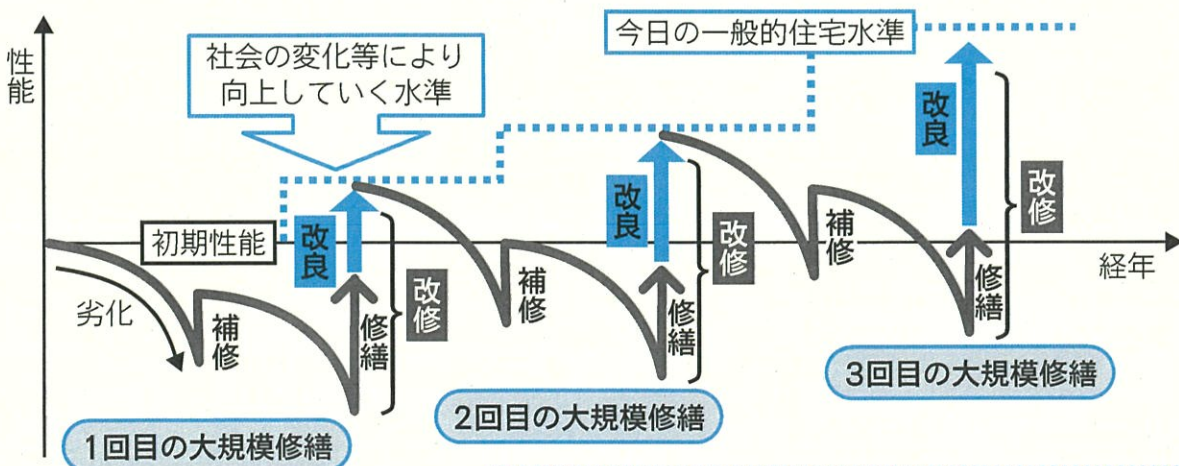 性能
社会の変化等により
向上していく水準
今日の一般的住宅水準
初期性能
劣化
補修
改良
修繕
改修
補修
改良
修繕
改修
補修
改良
修繕
改修
経年
1回目の大規模修繕
2回目の大規模修繕
3回目の大規模修繕